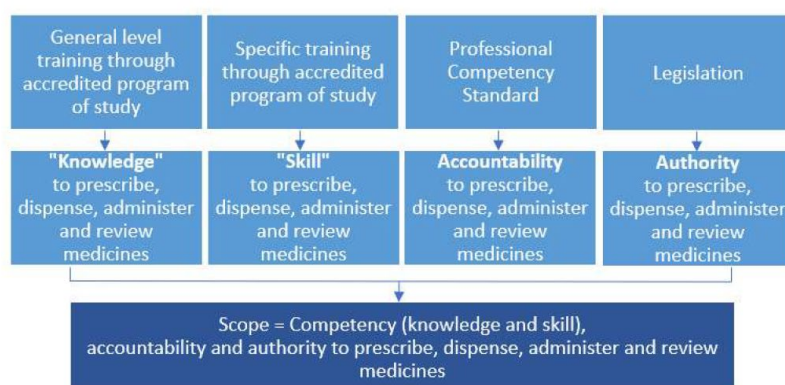 General level
training through
accredited program
of study
Specific training
through accredited
program of study
Professional
Competency
Standard
Legislation
"Knowledge"
to prescribe,
dispense, administer
and review
medicines
"Skill"
to prescribe,
dispense, administer
and review
medicines
Accountability
to prescribe,
dispense, administer
and review
medicines
Authority
to prescribe,
dispense, administer
and review
medicines
Scope = Competency (knowledge and skill),
accountability and authority to prescribe, dispense, administer and review
medicines